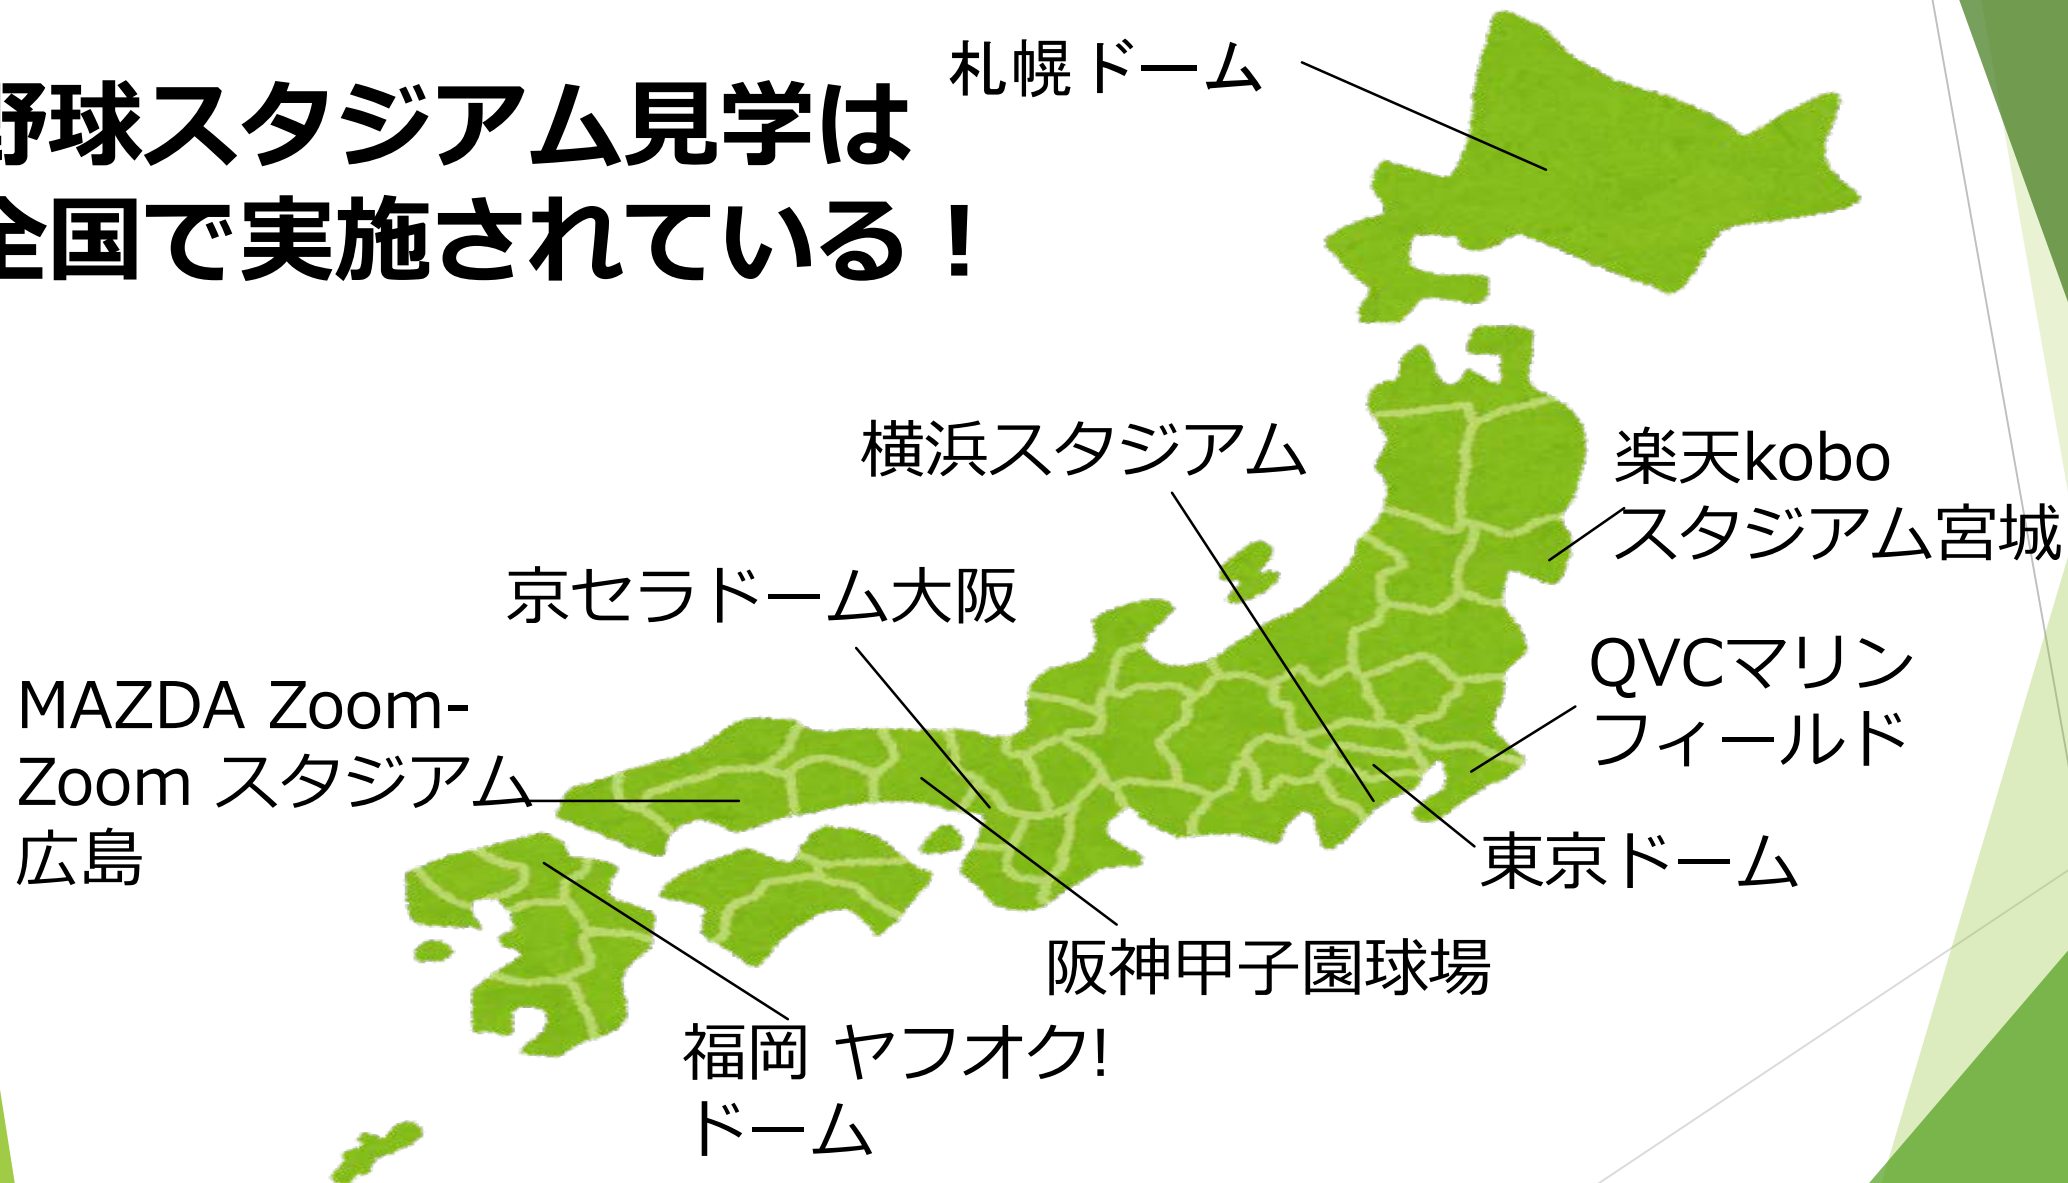 野球スタジアム見学は
全国で実施されている！
札幌ドーム
横浜スタジアム
楽天kobo
スタジアム宮城
京セラドーム大阪
QVCマリン
フィールド
MAZDA Zoom-
Zoom スタジアム
広島
東京ドーム
阪神甲子園球場
福岡 ヤフオク!
ドーム